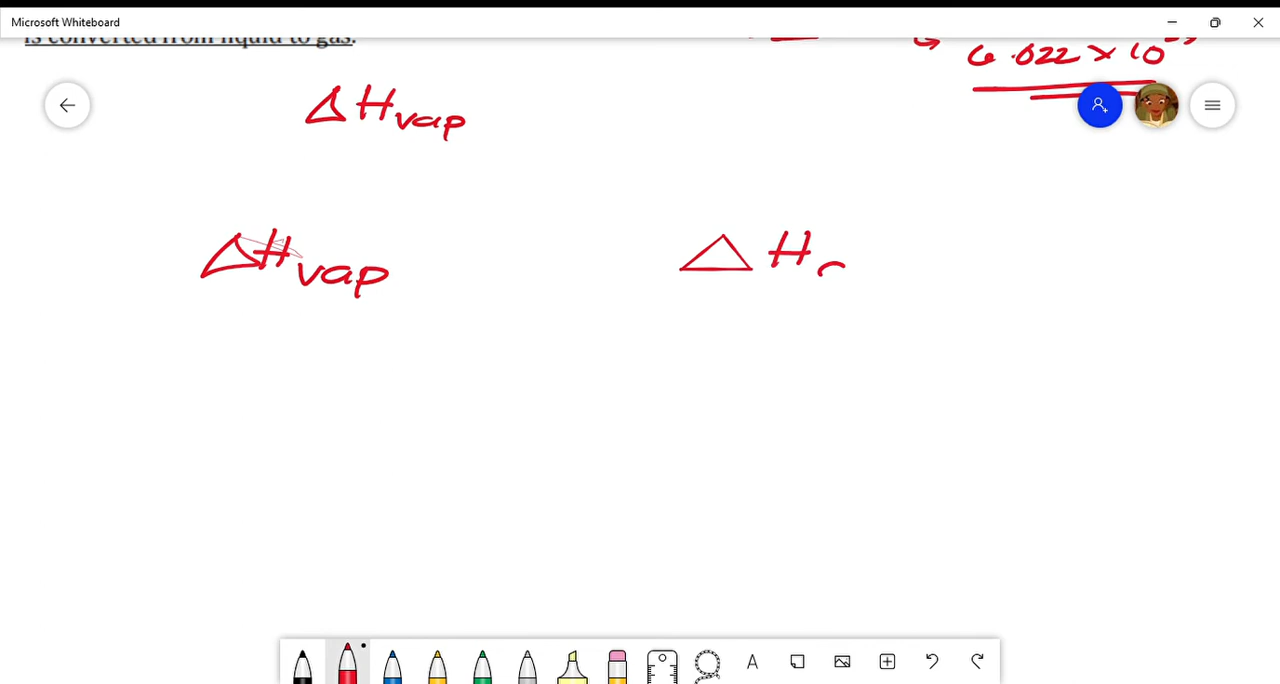 Microsoft Whiteboard
is converted from liquid to gas.
6.022 × 10
ΔHvap
ΔHvap
ΔH
A